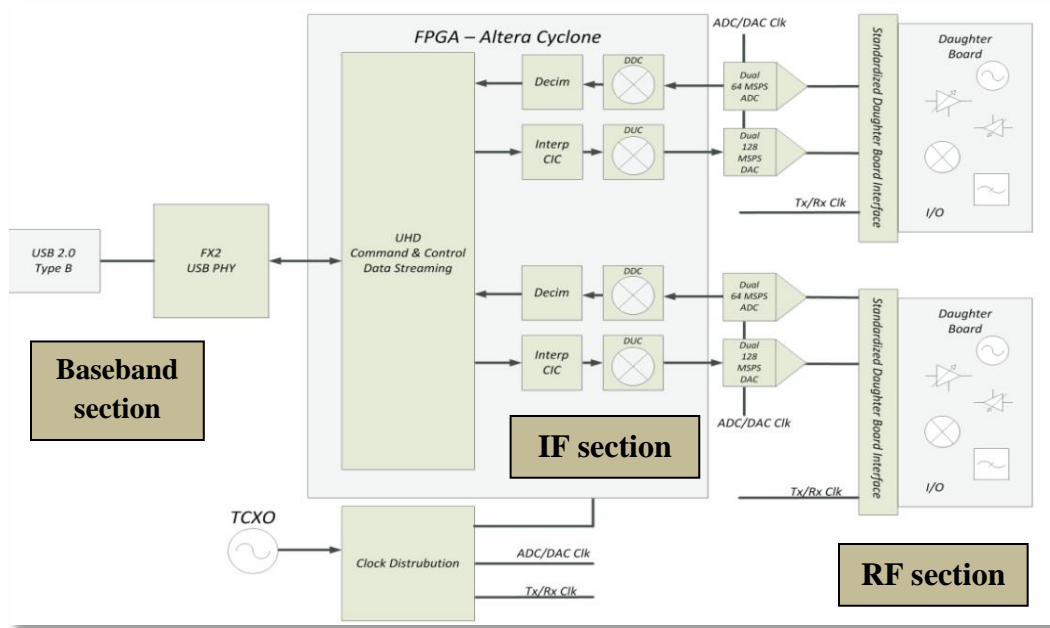 FPGA – Altera Cyclone
ADC/DAC Clk
Decim
DDC
Dual
64 MSPS
ADC
Interp
CIC
DUC
Dual
128
MSPS
DAC
Tx/Rx Clk
Standardized Daughter Board Interface
Daughter
Board
I/O
USB 2.0
Type B
FX2
USB PHY
UHD
Command & Control
Data Streaming
Decim
DDC
Dual
64 MSPS
ADC
Interp
CIC
DUC
Dual
128
MSPS
DAC
ADC/DAC Clk
Tx/Rx Clk
Standardized Daughter Board Interface
Daughter
Board
I/O
Baseband
section
IF section
RF section
TCXO
Clock Distrubution
ADC/DAC Clk
Tx/Rx Clk